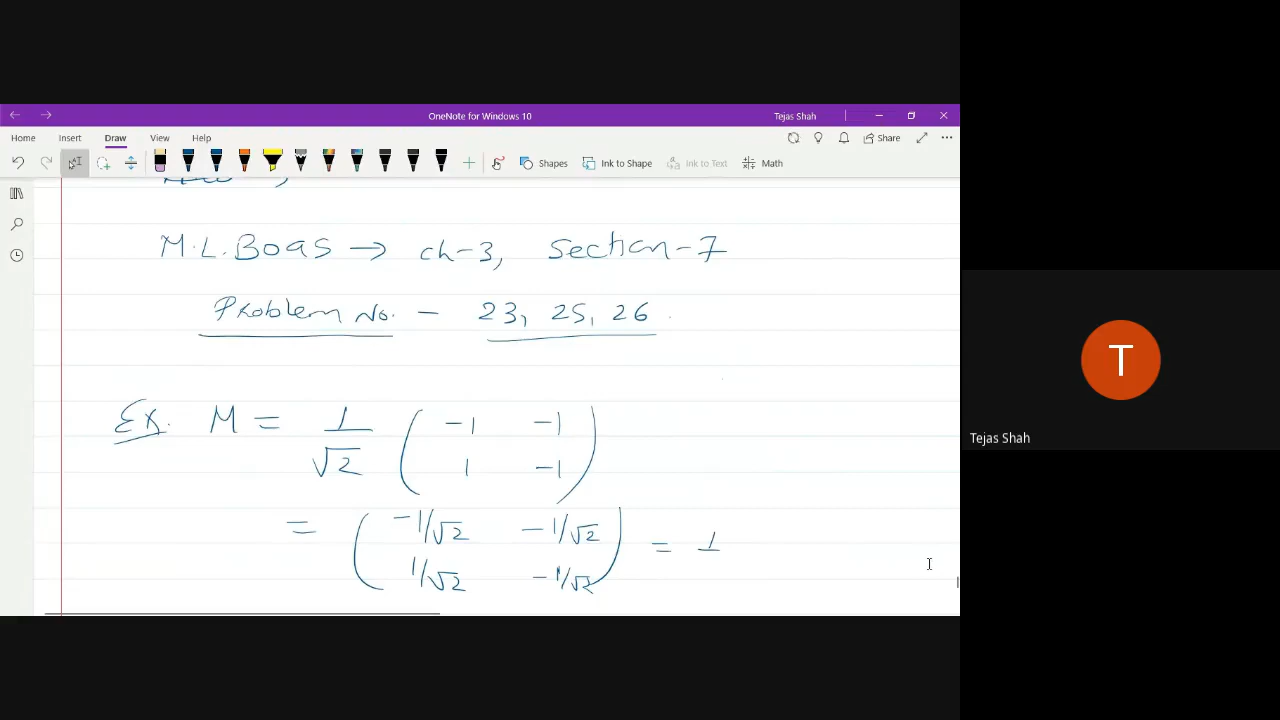 OneNote for Windows 10
Tejas Shah
Home Insert Draw View Help
Share
Shapes Ink to Shape Ink to Text Math
M.L. BOAS → ch-3, Section-7
Problem No. - 23, 25, 26.
Ex. M = 1/√2 ( -1 -1
1 -1 )
= ( -1/√2 -1/√2
1/√2 -1/√2 ) = 1
T
Tejas Shah